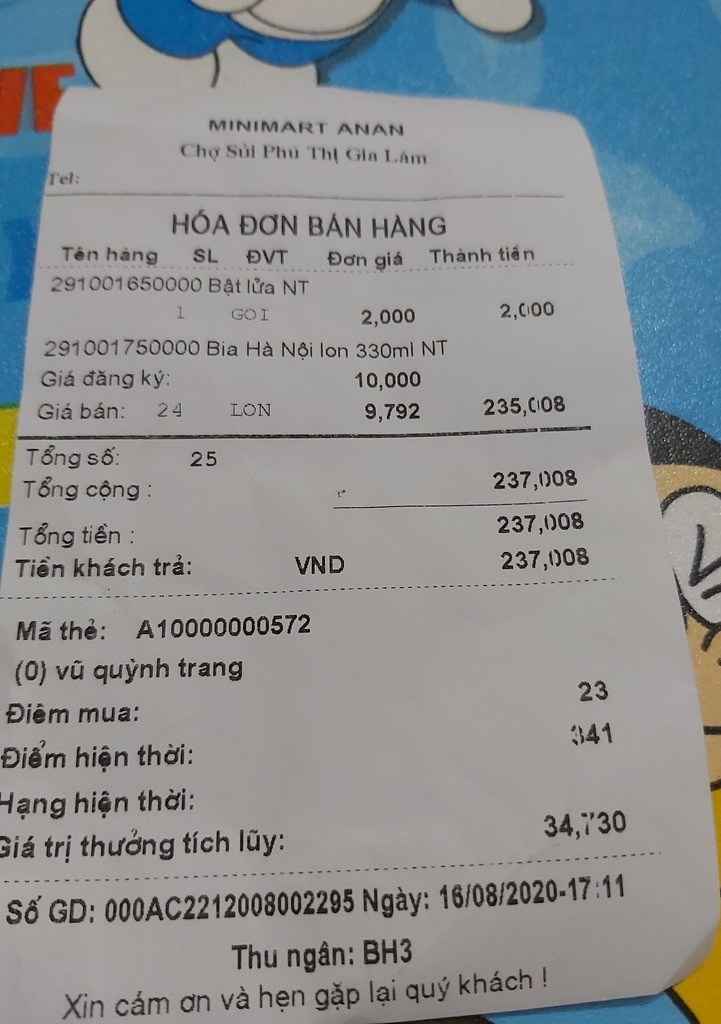 VE
MINIMART ANAN
Chợ Sủi Phú Thị Gia Lâm
Tel:
HÓA ĐƠN BÁN HÀNG
Tên hàng SL ĐVT Đơn giá Thành tiền
291001650000 Bật lửa NT
1 GOI 2,000 2,000
291001750000 Bia Hà Nội lon 330ml NT
Giá đăng ký: 10,000
Giá bán: 24 LON 9,792 235,008
Tổng số: 25
Tổng cộng : 237,008
Tổng tiền : 237,008
Tiền khách trả: VND 237,008
Mã thẻ: A10000000572
(0) vũ quỳnh trang
Điểm mua: 23
Điểm hiện thời: 341
Hạng hiện thời:
Giá trị thưởng tích lũy: 34,730
Số GD: 000AC2212008002295 Ngày: 16/08/2020-17:11
Thu ngân: BH3
Xin cám ơn và hẹn gặp lại quý khách !